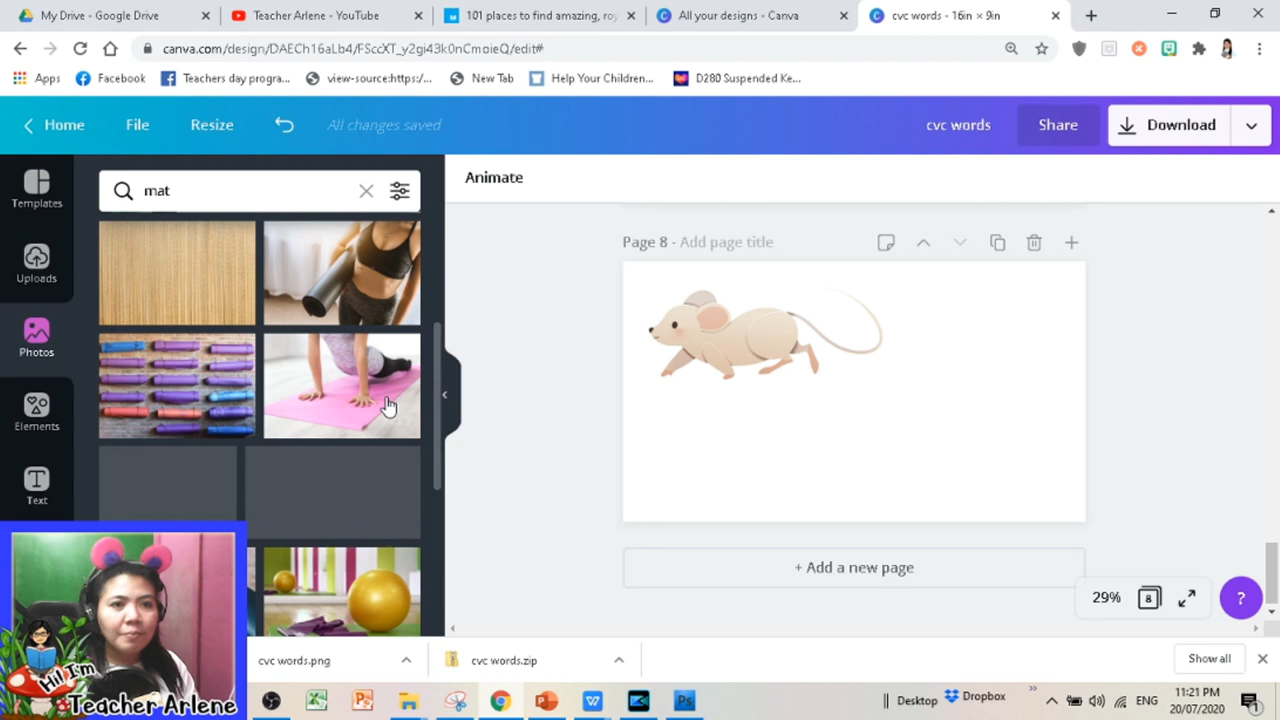 My Drive - Google Drive
Teacher Arlene - YouTube
101 places to find amazing, roy
All your designs - Canva
cvc words - 16in × 9in
canva.com/design/DAECh16aLb4/FSccXT_y2gi43k0nCmoieQ/edit#
Apps
Facebook
Teachers day progra...
view-source:https:/...
New Tab
Help Your Children...
D280 Suspended Ke...
Home
File
Resize
All changes saved
cvc words
Share
Download
Templates
Uploads
Photos
Elements
Text
mat
Animate
Page 8 - Add page title
+ Add a new page
29%
8
?
cvc words.png
cvc words.zip
Show all
Hi! I'm
Teacher Arlene
Desktop
Dropbox
ENG
11:21 PM
20/07/2020